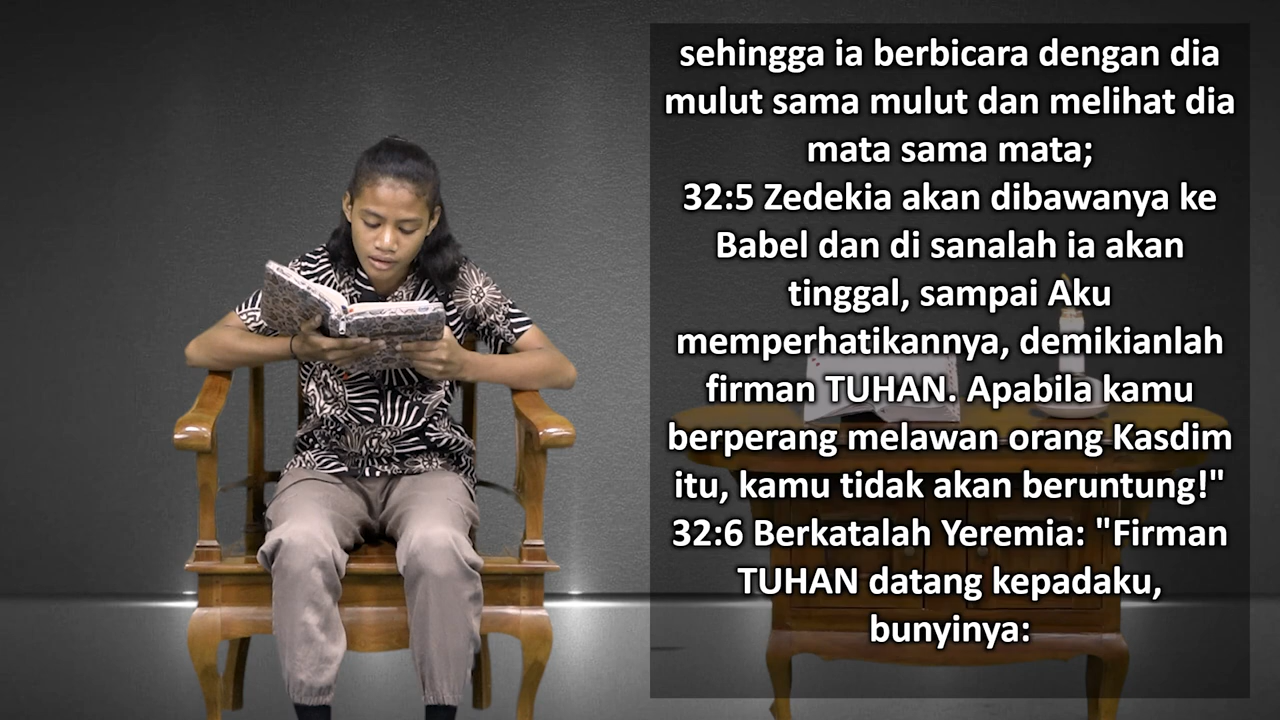 sehingga ia berbicara dengan dia
mulut sama mulut dan melihat dia
mata sama mata;
32:5 Zedekia akan dibawanya ke
Babel dan di sanalah ia akan
tinggal, sampai Aku
memperhatikannya, demikianlah
firman TUHAN. Apabila kamu
berperang melawan orang Kasdim
itu, kamu tidak akan beruntung!"
32:6 Berkatalah Yeremia: "Firman
TUHAN datang kepadaku,
bunyinya: